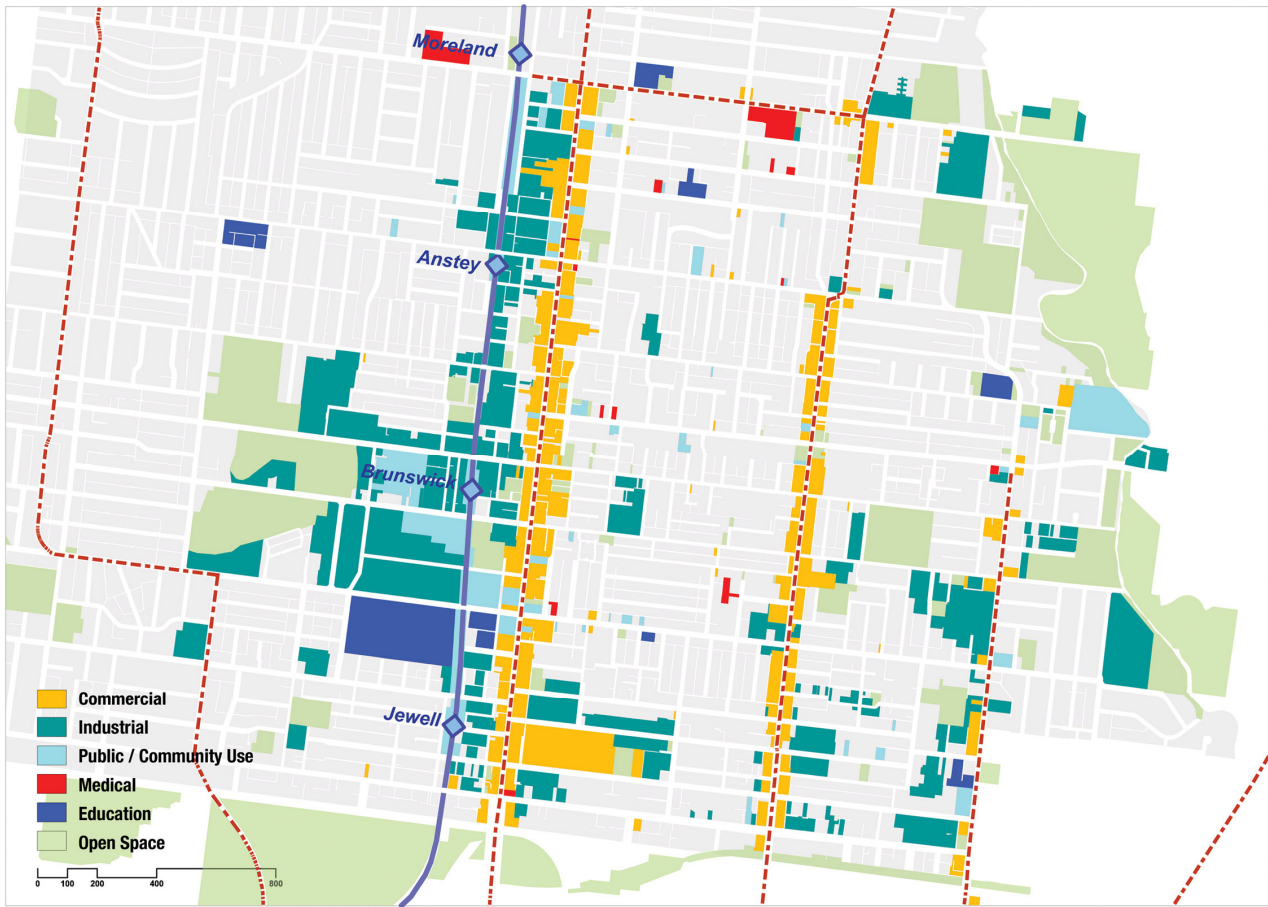 Moreland
Anstey
Brunswick
Jewell
Commercial
Industrial
Public / Community Use
Medical
Education
Open Space
0 100 200 400 800